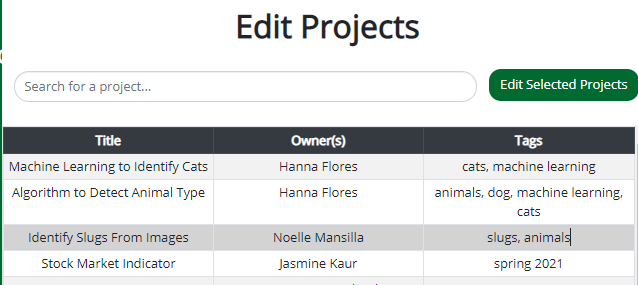 Edit Projects
Search for a project...
Edit Selected Projects
Title Owner(s) Tags
Machine Learning to Identify Cats Hanna Flores cats, machine learning
Algorithm to Detect Animal Type Hanna Flores animals, dog, machine learning,
cats
Identify Slugs From Images Noelle Mansilla slugs, animals
Stock Market Indicator Jasmine Kaur spring 2021